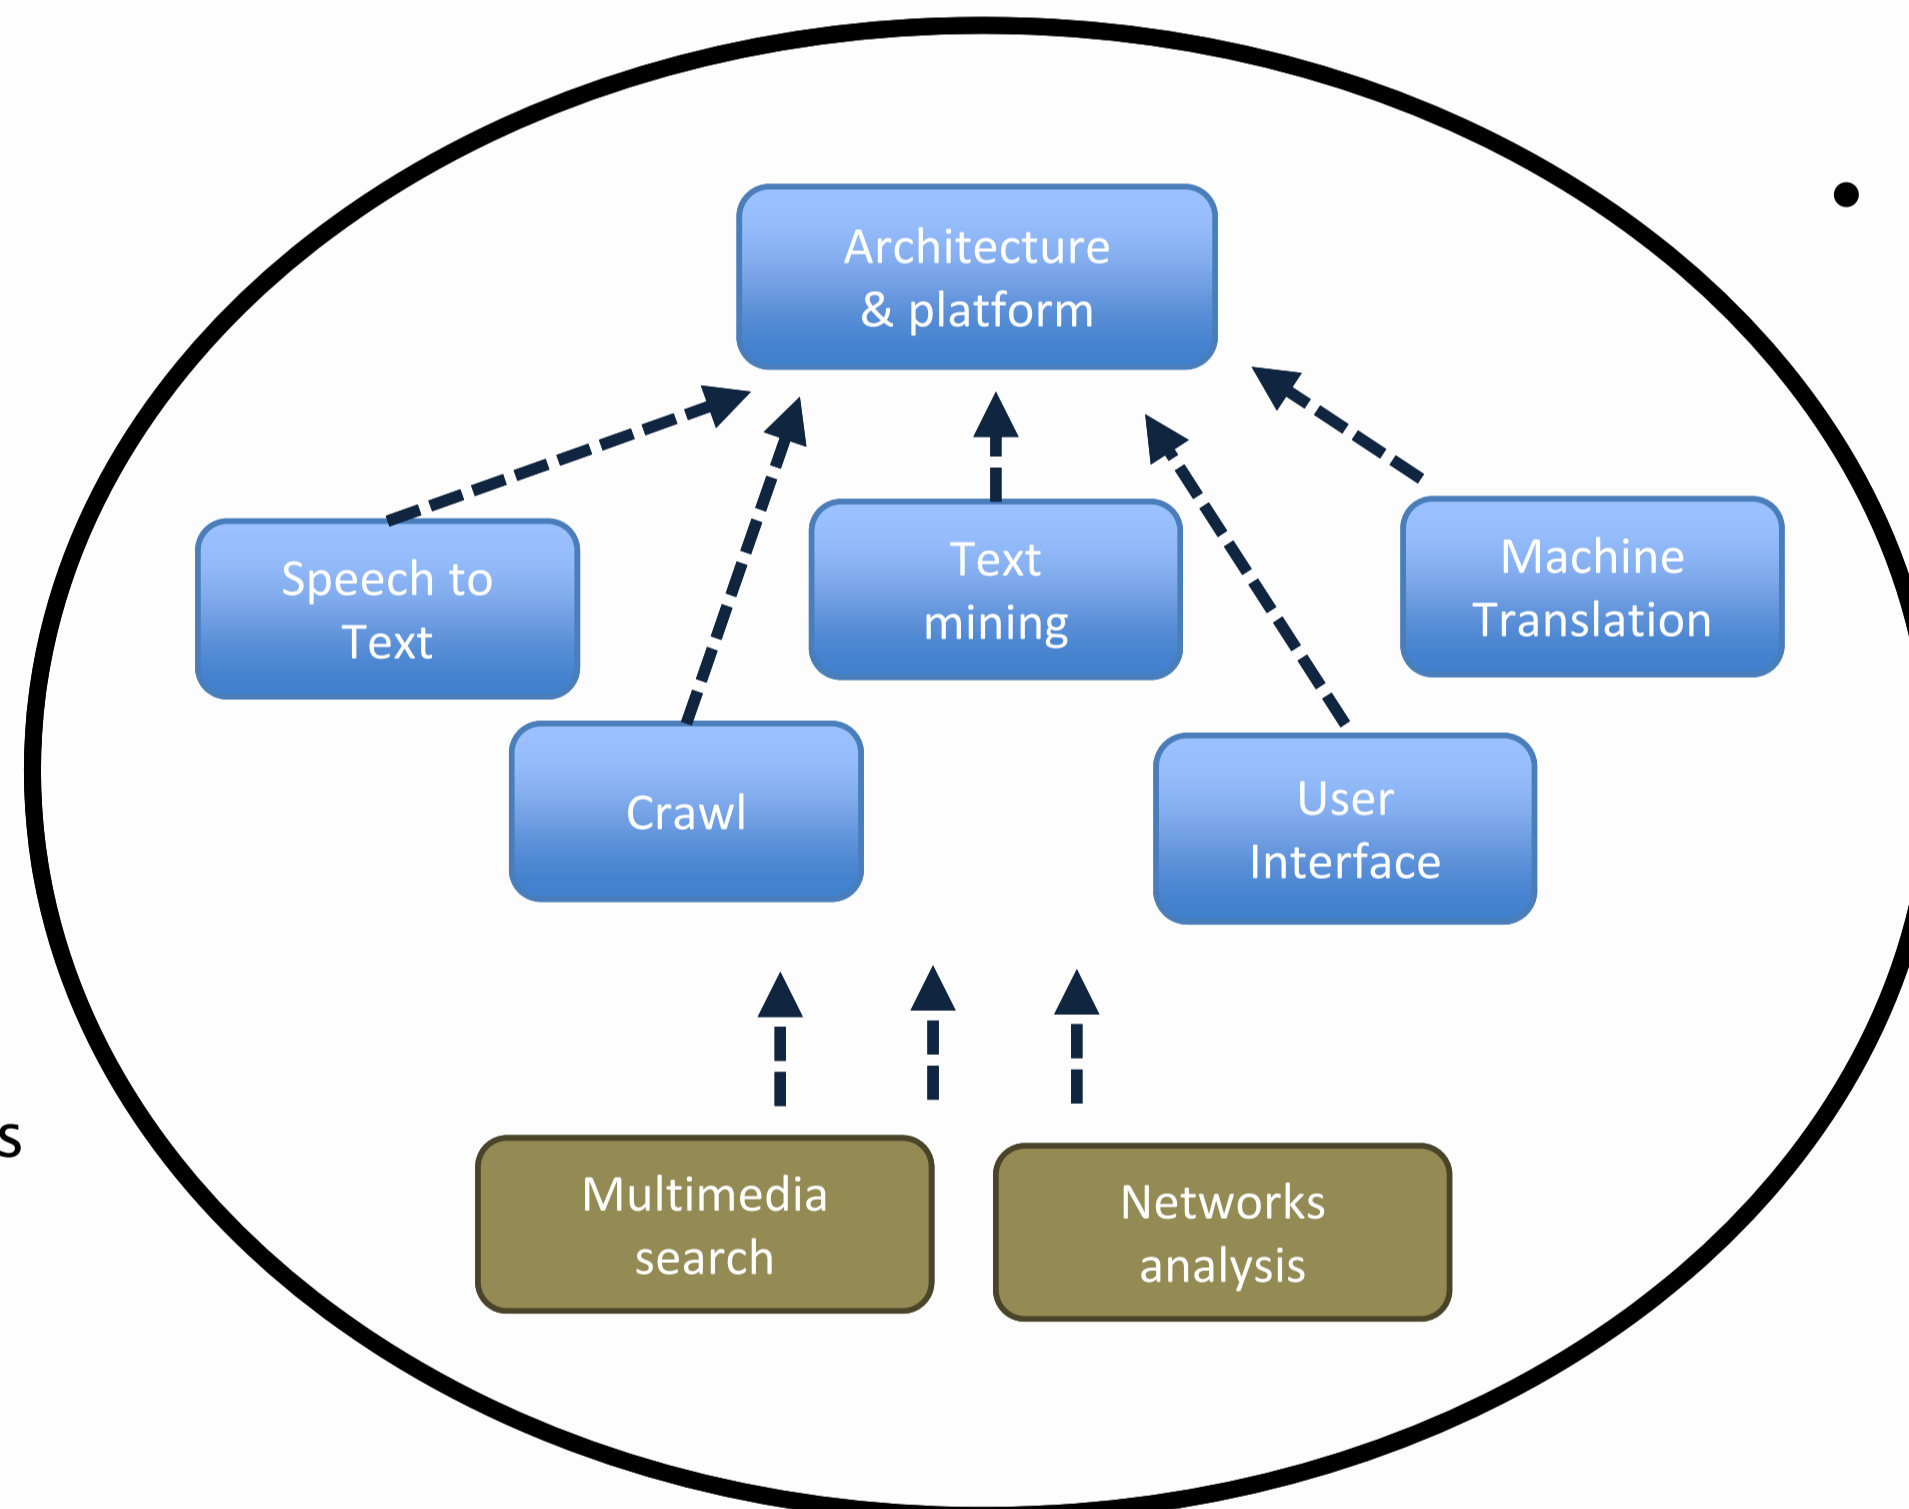 •
Architecture
& platform
Speech to
Text
Text
mining
Machine
Translation
Crawl
User
Interface
s
Multimedia
search
Networks
analysis